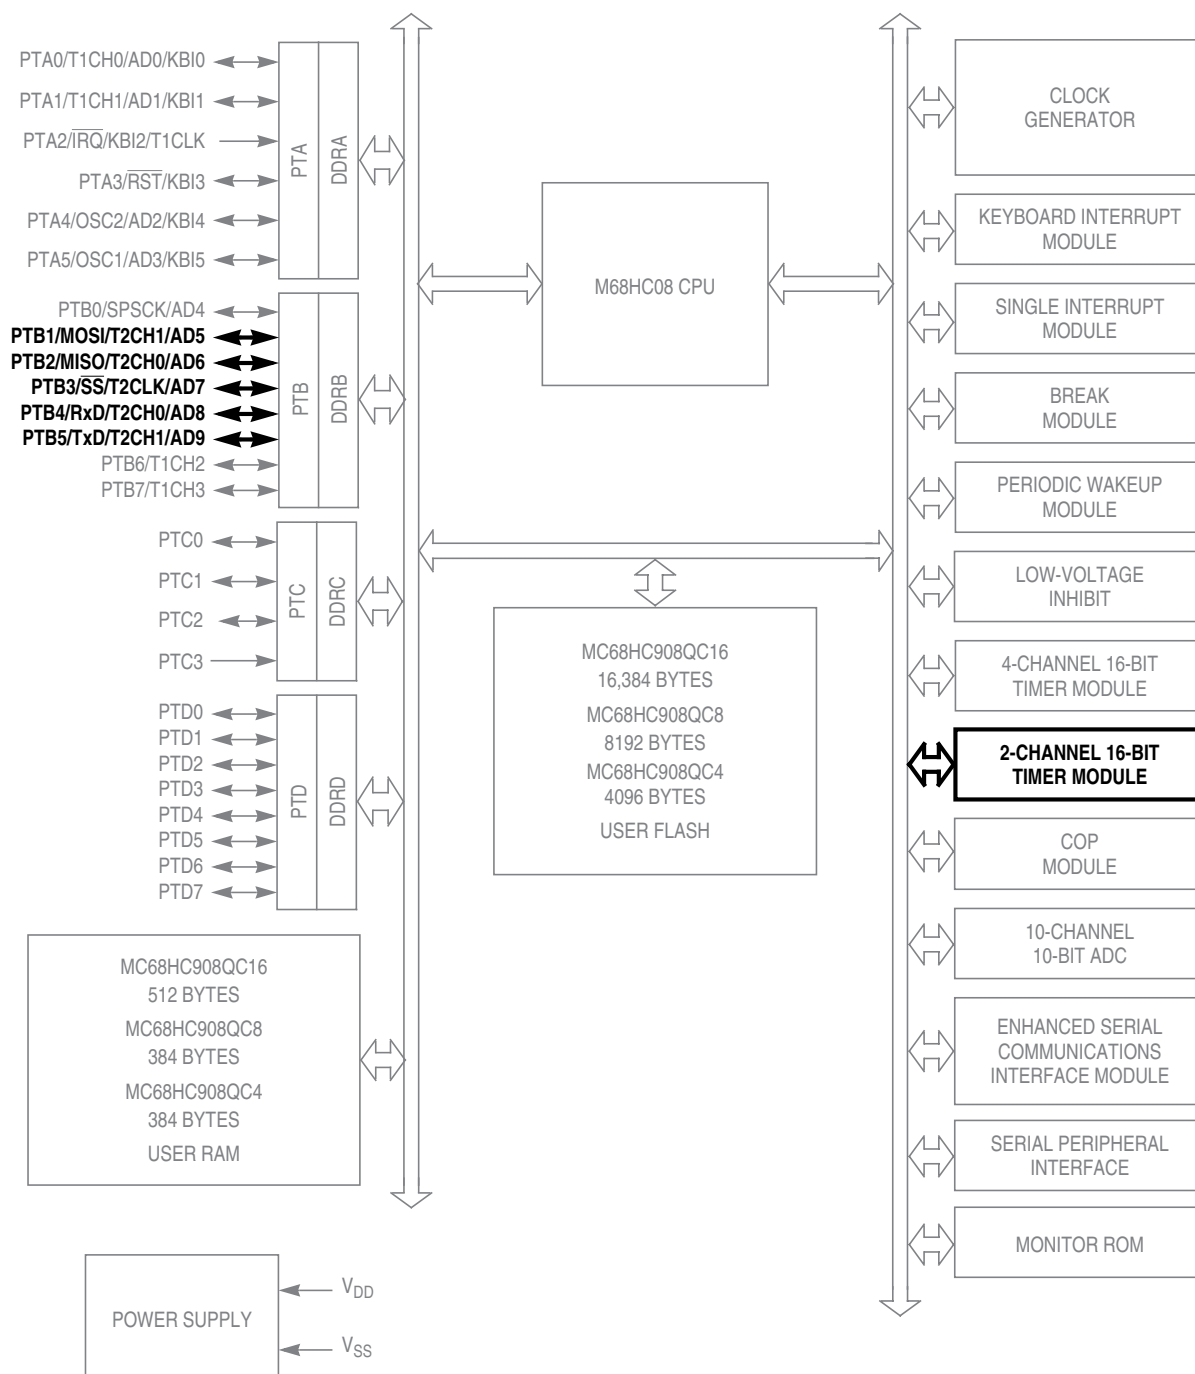 PTA0/T1CH0/AD0/KBI0
PTA1/T1CH1/AD1/KBI1
PTA2/IRQ/KBI2/T1CLK
PTA3/RST/KBI3
PTA4/OSC2/AD2/KBI4
PTA5/OSC1/AD3/KBI5
PTA
DDRA
PTB0/SPSCK/AD4
PTB1/MOSI/T2CH1/AD5
PTB2/MISO/T2CH0/AD6
PTB3/SS/T2CLK/AD7
PTB4/RxD/T2CH0/AD8
PTB5/TxD/T2CH1/AD9
PTB6/T1CH2
PTB7/T1CH3
PTB
DDRB
PTC0
PTC1
PTC2
PTC3
PTC
DDRC
PTD0
PTD1
PTD2
PTD3
PTD4
PTD5
PTD6
PTD7
PTD
DDRD
MC68HC908QC16
512 BYTES
MC68HC908QC8
384 BYTES
MC68HC908QC4
384 BYTES
USER RAM
POWER SUPPLY
VDD
VSS
M68HC08 CPU
MC68HC908QC16
16,384 BYTES
MC68HC908QC8
8192 BYTES
MC68HC908QC4
4096 BYTES
USER FLASH
CLOCK
GENERATOR
KEYBOARD INTERRUPT
MODULE
SINGLE INTERRUPT
MODULE
BREAK
MODULE
PERIODIC WAKEUP
MODULE
LOW-VOLTAGE
INHIBIT
4-CHANNEL 16-BIT
TIMER MODULE
2-CHANNEL 16-BIT
TIMER MODULE
COP
MODULE
10-CHANNEL
10-BIT ADC
ENHANCED SERIAL
COMMUNICATIONS
INTERFACE MODULE
SERIAL PERIPHERAL
INTERFACE
MONITOR ROM